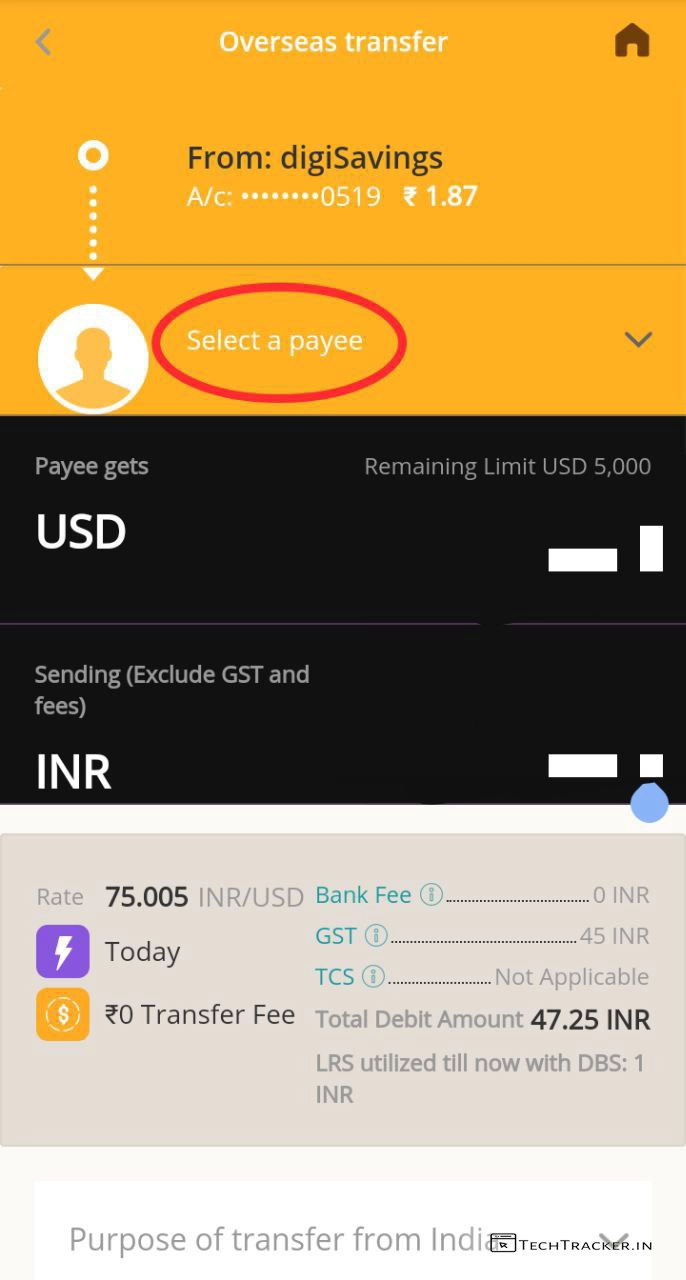 Overseas transfer
From: digiSavings
A/c: ••••••••0519 ₹ 1.87
Select a payee
Payee gets
Remaining Limit USD 5,000
USD
Sending (Exclude GST and
fees)
INR
Rate 75.005 INR/USD
Today
₹0 Transfer Fee
Bank Fee 0 INR
GST 45 INR
TCS Not Applicable
Total Debit Amount 47.25 INR
LRS utilized till now with DBS: 1
INR
Purpose of transfer from India
TECHTRACKER.IN